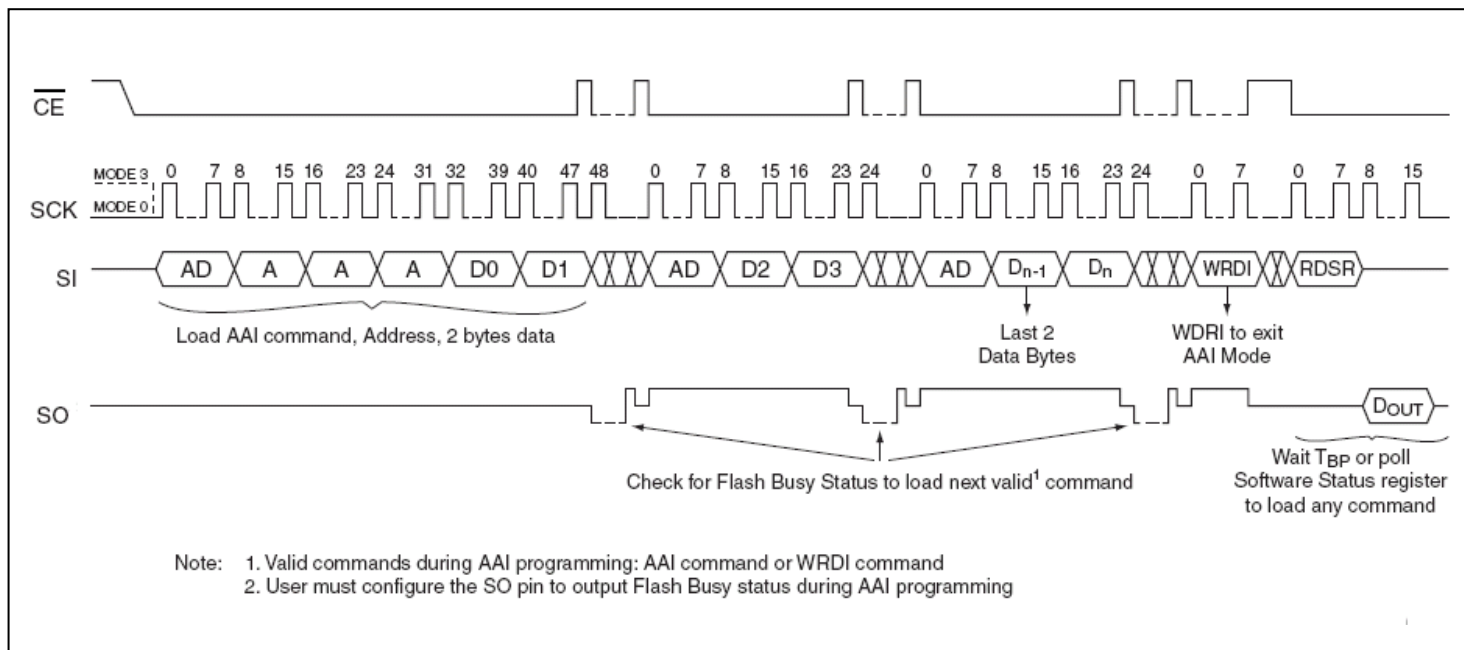 CE
MODE 3
0 7 8 15 16 23 24 31 32 39 40 47 48 0 7 8 15 16 23 24 0 7 8 15 16 23 24 0 7 0 7 8 15
SCK
MODE 0
SI
AD A A A D0 D1 AD D2 D3 AD Dn-1 Dn WRDI RDSR
Load AAI command, Address, 2 bytes data
Last 2
Data Bytes
WDRI to exit
AAI Mode
SO
DOUT
Check for Flash Busy Status to load next valid1 command
Wait TBP or poll
Software Status register
to load any command
Note: 1. Valid commands during AAI programming: AAI command or WRDI command
2. User must configure the SO pin to output Flash Busy status during AAI programming